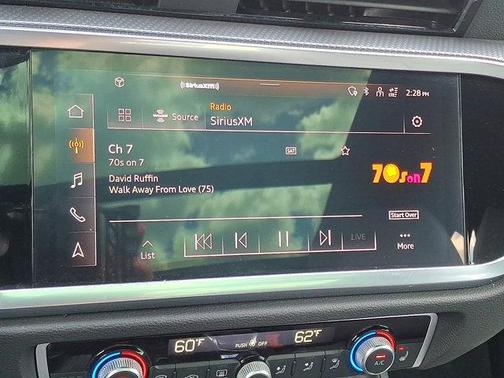 ((SiriusXM))
2:28 PM
Radio
Source
SiriusXM
Ch 7
70s on 7
SAT
David Ruffin
Walk Away From Love (75)
70s on 7
Start Over
List
LIVE
More
60°F
PUSH OFF
62°F
A/C